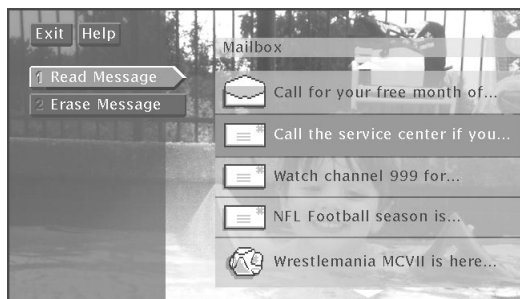 Exit Help
Mailbox
1 Read Message
2 Erase Message
Call for your free month of...
Call the service center if you...
Watch channel 999 for...
NFL Football season is...
Wrestlemania MCVII is here...